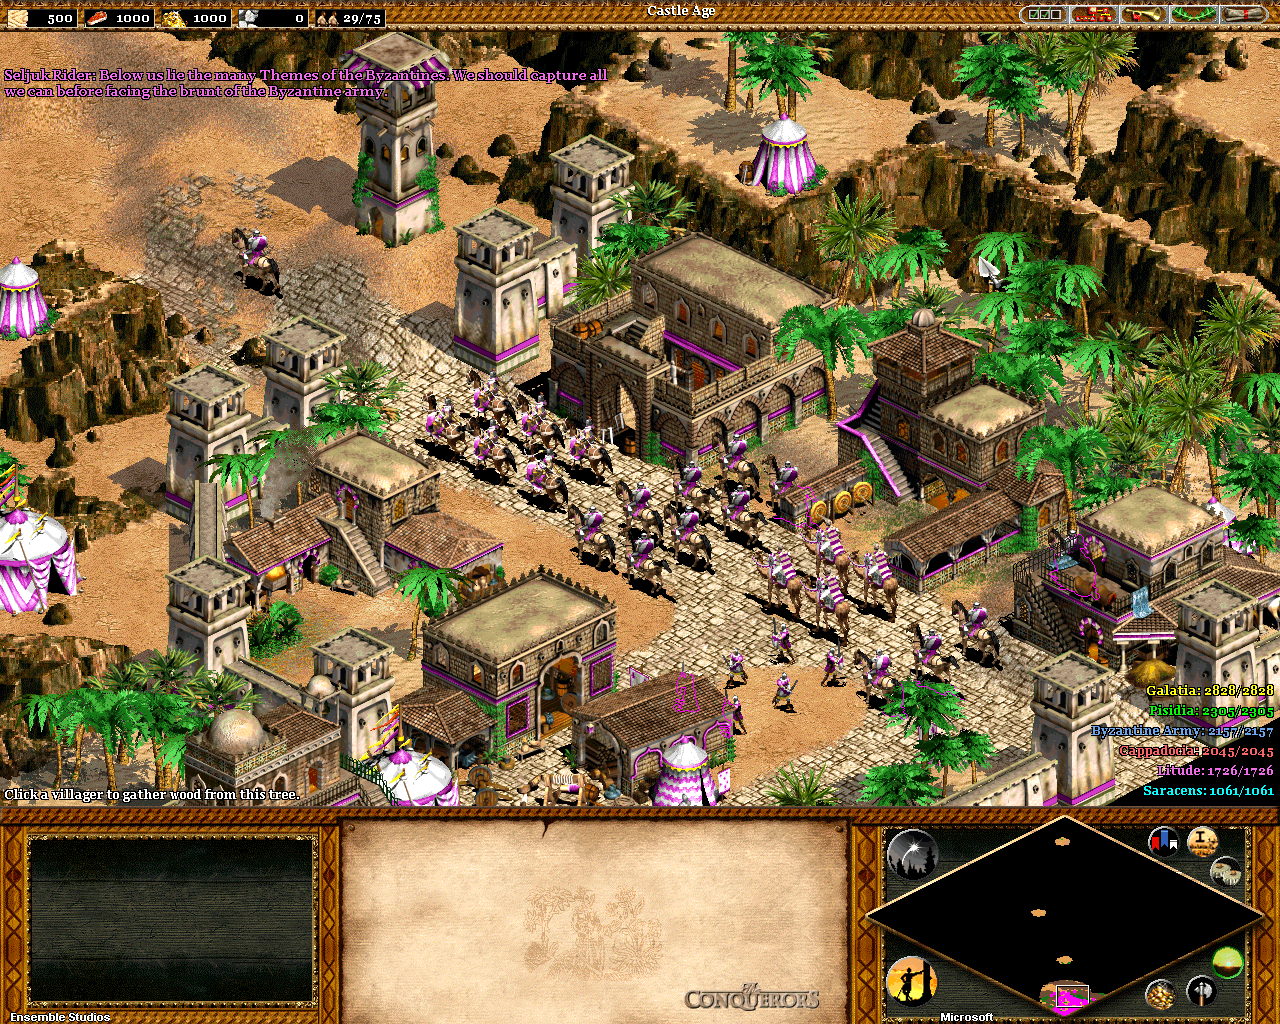 500 1000 1000 0 29/75
Castle Age
Seljuk Rider: Below us lie the many Themes of the Byzantines. We should capture all
we can before facing the brunt of the Byzantine army.
Galatia: 2828/2828
Pisidia: 2305/2305
Byzantine Army: 2157/2157
Cappadocia: 2045/2045
Litude: 1726/1726
Saracens: 1061/1061
Click a villager to gather wood from this tree.
The
CONQUERORS
Ensemble Studios
Microsoft